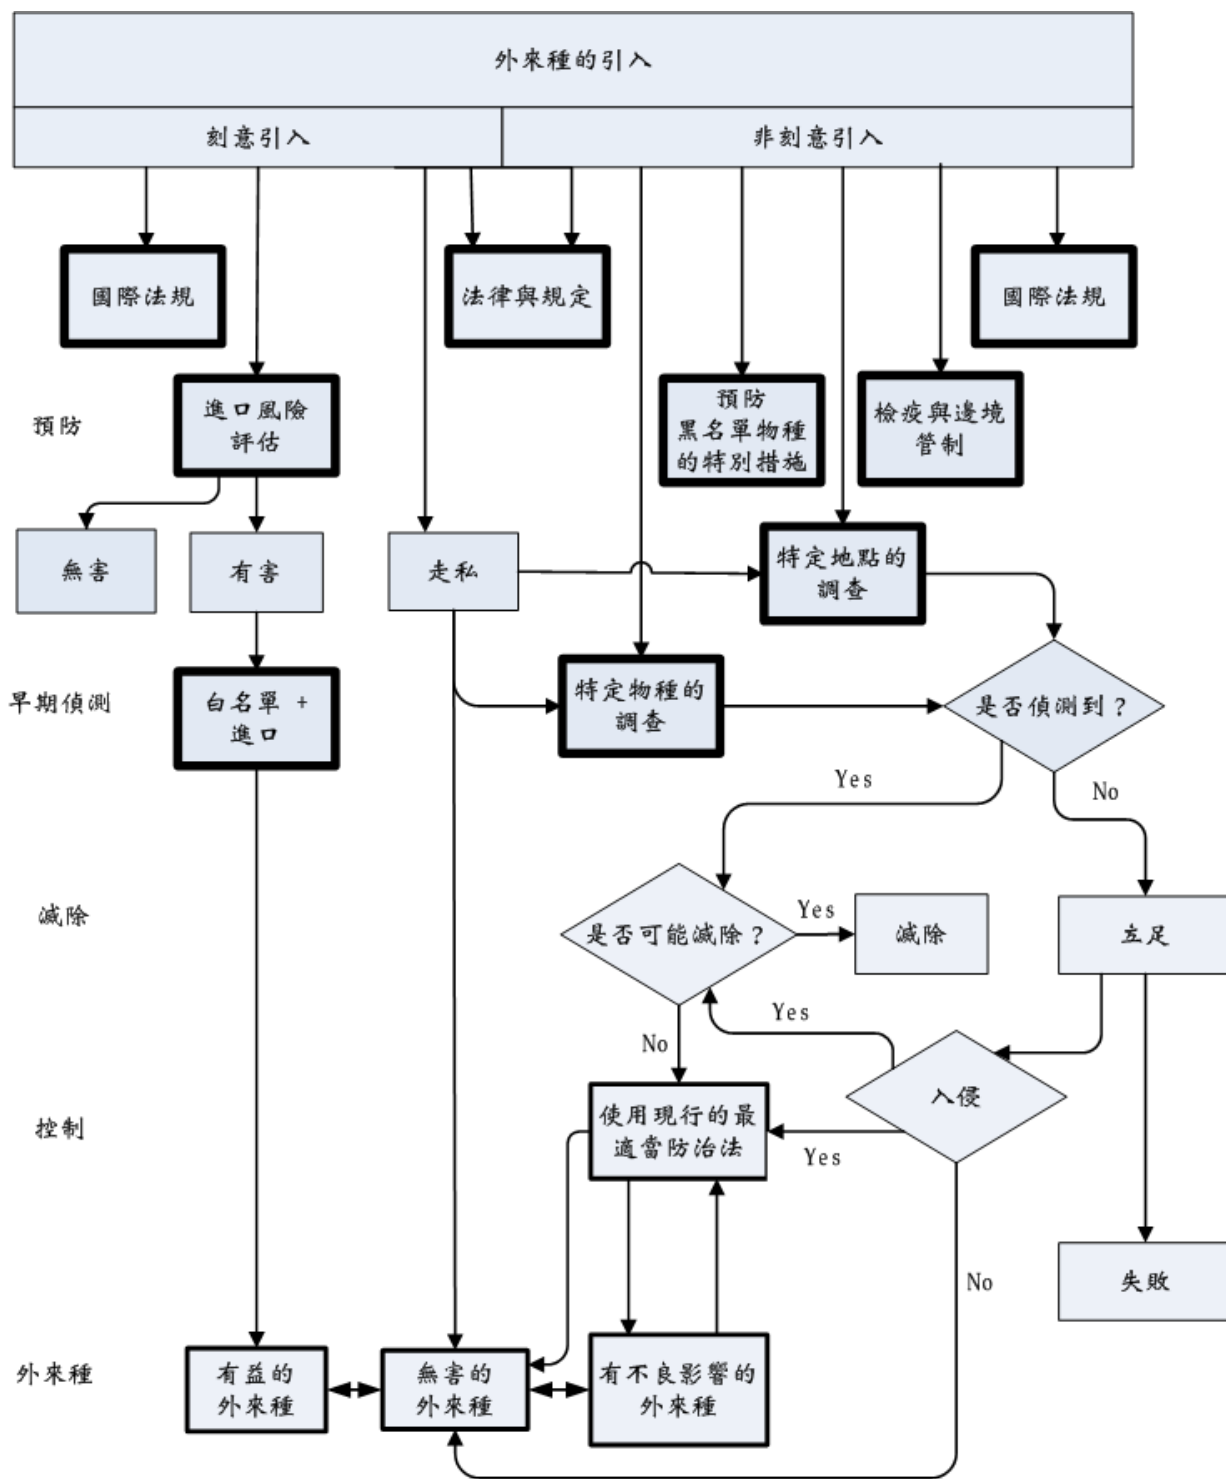 外來種的引入
刻意引入
非刻意引入
國際法規
法律與規定
國際法規
預防
進口風險
評估
預防
黑名單物種
的特別措施
檢疫與邊境
管制
無害
有害
走私
特定地點的
調查
早期偵測
白名單 +
進口
特定物種的
調查
是否偵測到？
Yes
No
滅除
是否可能滅除？
Yes
滅除
立足
Yes
No
入侵
控制
使用現行的最
適當防治法
Yes
No
失敗
外來種
有益的
外來種
無害的
外來種
有不良影響的
外來種